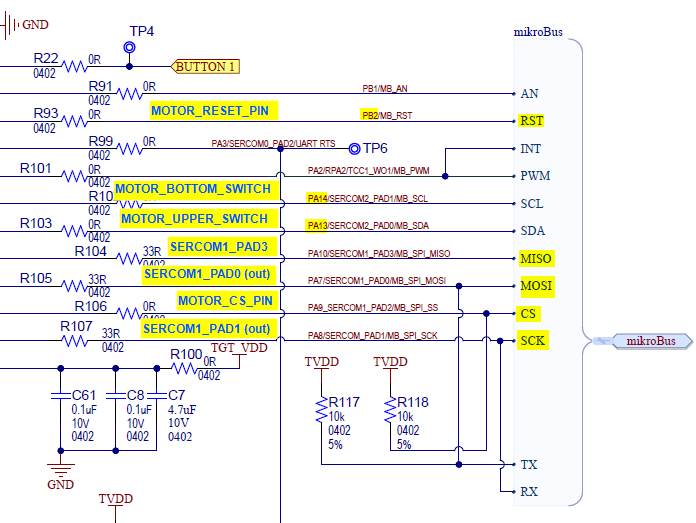 GND
TP4
mikroBus
R22
0R
0402
BUTTON 1
R91
0R
0402
PB1/MB_AN
AN
MOTOR_RESET_PIN
R93
0R
0402
PB2/MB_RST
RST
R99
0R
0402
PA3/SERCOM0_PAD2/UART RTS
TP6
INT
R101
0R
0402
PA2/RPA2/TCC1_WO1/MB_PWM
PWM
MOTOR_BOTTOM_SWITCH
R10
0402
PA14/SERCOM2_PAD1/MB_SCL
SCL
MOTOR_UPPER_SWITCH
R103
0R
0402
PA13/SERCOM2_PAD0/MB_SDA
SDA
SERCOM1_PAD3
R104
33R
0402
PA10/SERCOM1_PAD3/MB_SPI_MISO
MISO
SERCOM1_PAD0 (out)
R105
33R
0402
PA7/SERCOM1_PAD0/MB_SPI_MOSI
MOSI
MOTOR_CS_PIN
R106
0R
0402
PA9_SERCOM1_PAD2/MB_SPI_SS
CS
SERCOM1_PAD1 (out)
R107
33R
0402
PA8/SERCOM_PAD1/MB_SPI_SCK
SCK
mikroBus
R100
0R
0402
TGT_VDD
TVDD
TVDD
C61
0.1uF
10V
0402
C8
0.1uF
10V
0402
C7
4.7uF
10V
0402
R117
10k
0402
5%
R118
10k
0402
5%
GND
TX
RX
TVDD